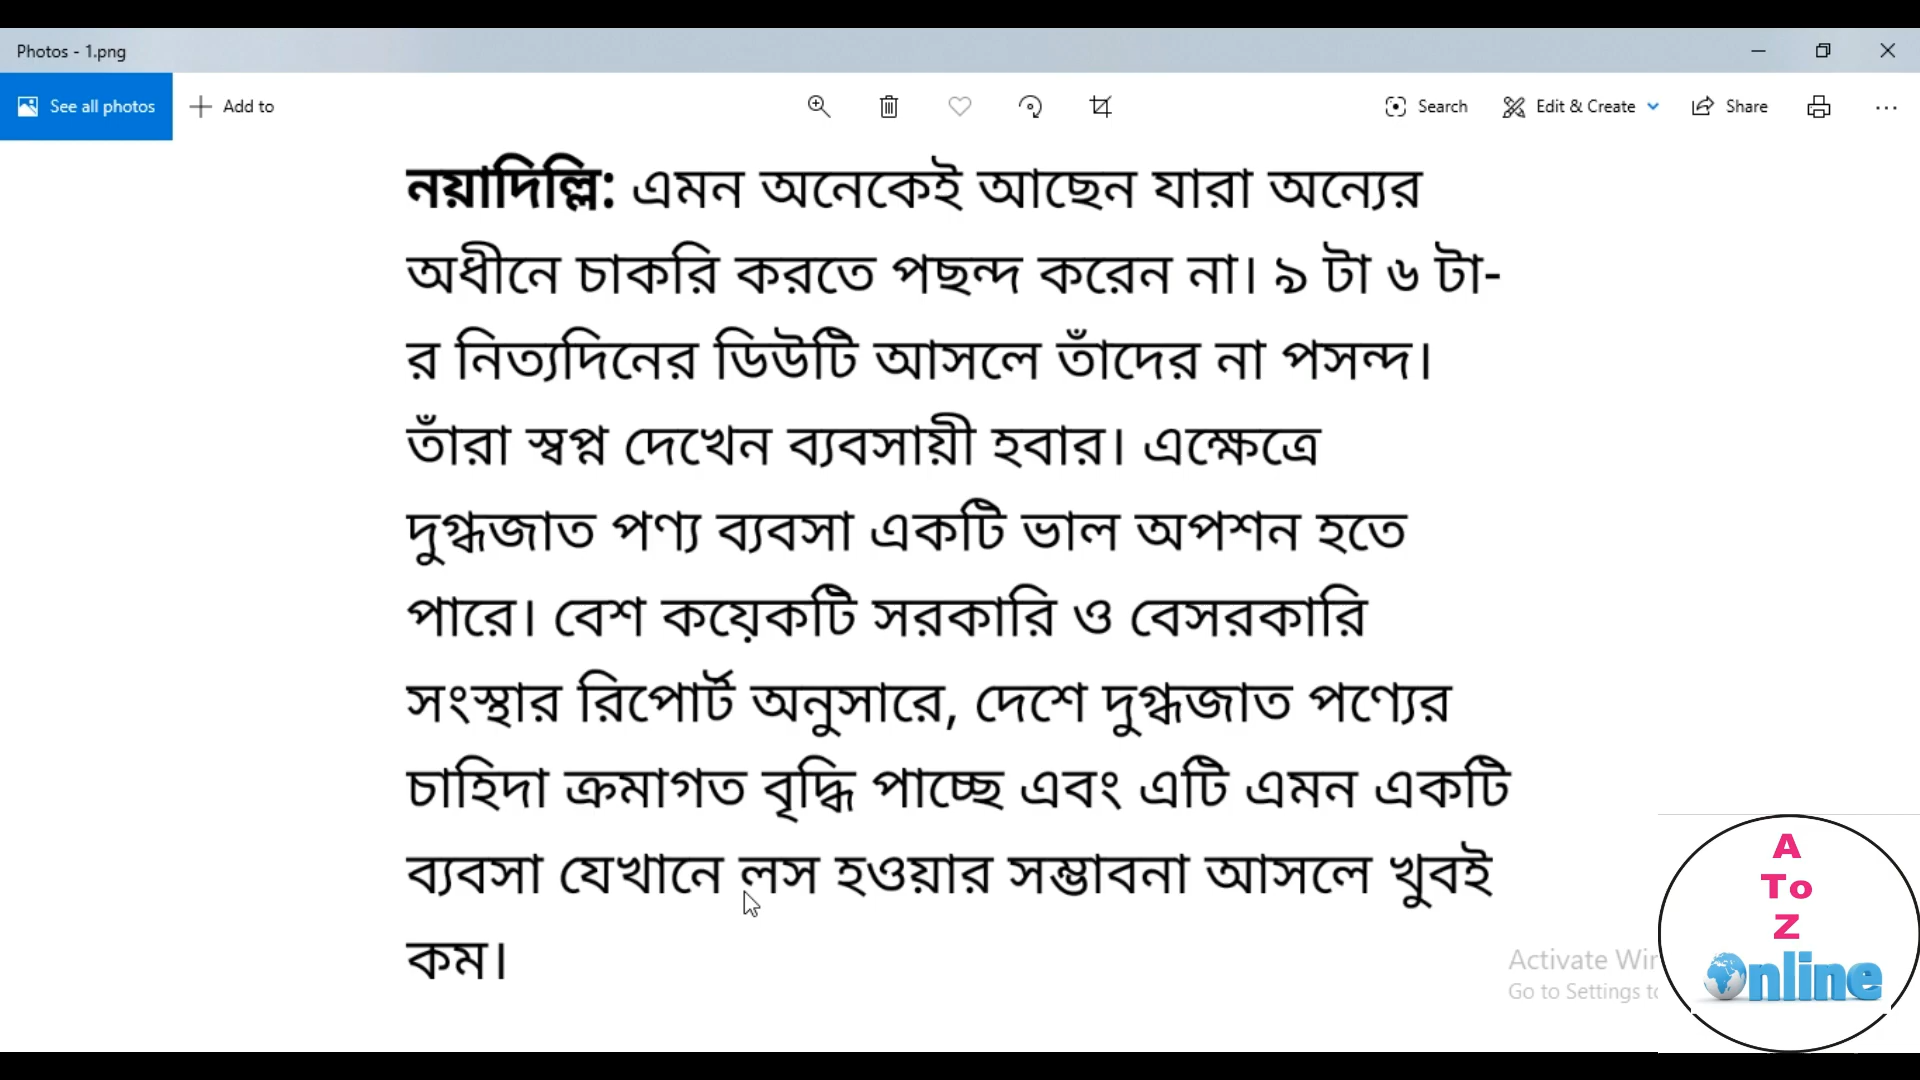 Photos - 1.png
See all photos
Add to
Search
Edit & Create
Share
নয়াদিল্লি: এমন অনেকেই আছেন যারা অন্যের
অধীনে চাকরি করতে পছন্দ করেন না। ৯ টা ৬ টা-
র নিত্যদিনের ডিউটি আসলে তাঁদের না পসন্দ।
তাঁরা স্বপ্ন দেখেন ব্যবসায়ী হবার। এক্ষেত্রে
দুগ্ধজাত পণ্য ব্যবসা একটি ভাল অপশন হতে
পারে। বেশ কয়েকটি সরকারি ও বেসরকারি
সংস্থার রিপোর্ট অনুসারে, দেশে দুগ্ধজাত পণ্যের
চাহিদা ক্রমাগত বৃদ্ধি পাচ্ছে এবং এটি এমন একটি
ব্যবসা যেখানে লস হওয়ার সম্ভাবনা আসলে খুবই
কম।
Activate
Go to Settings
A
To
Z
Online